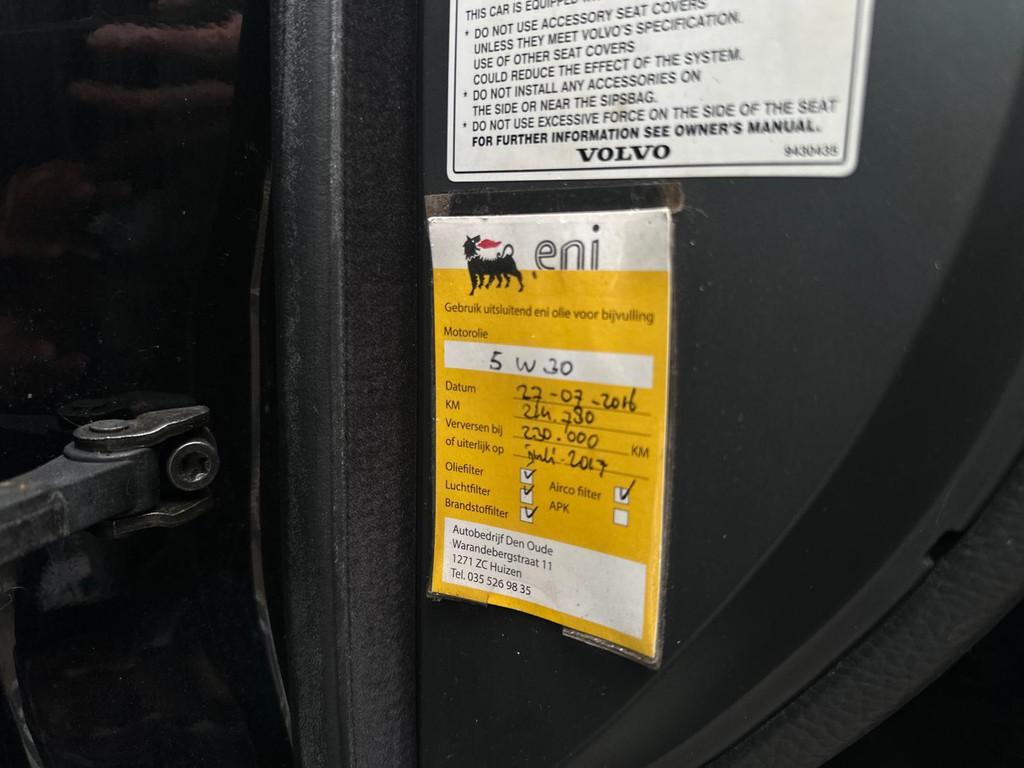 THIS CAR IS EQUIPPED
* DO NOT USE ACCESSORY SEAT COVERS
UNLESS THEY MEET VOLVO'S SPECIFICATION.
USE OF OTHER SEAT COVERS
COULD REDUCE THE EFFECT OF THE SYSTEM.
* DO NOT INSTALL ANY ACCESSORIES ON
THE SIDE OR NEAR THE SIPSBAG.
* DO NOT USE EXCESSIVE FORCE ON THE SIDE OF THE SEAT
FOR FURTHER INFORMATION SEE OWNER'S MANUAL.
VOLVO 9430435
eni
Gebruik uitsluitend eni olie voor bijvulling
Motorolie
5 W 30
Datum 27-07-2016
KM 214.780
Verversen bij 230.000 KM
of uiterlijk op juli-2017
Oliefilter
Luchtfilter Airco filter
Brandstoffilter APK
Autobedrijf Den Oude
Warandebergstraat 11
1271 ZC Huizen
Tel. 035 526 98 35